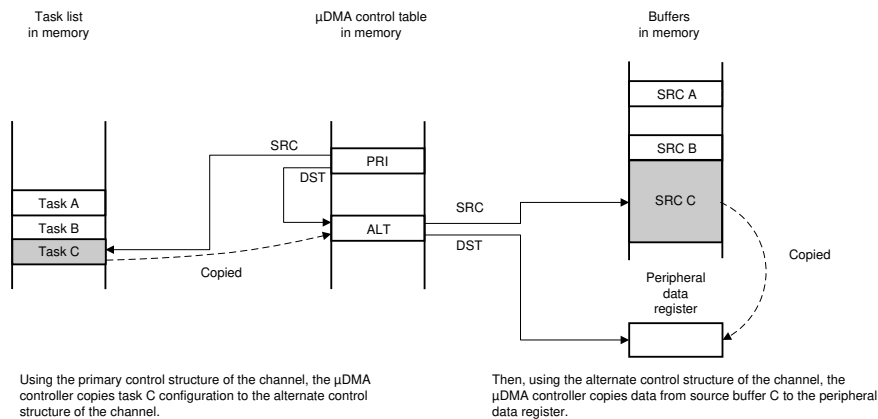 Task list
in memory
µDMA control table
in memory
Buffers
in memory
SRC A
SRC
PRI
SRC B
DST
Task A
SRC
SRC C
Task B
ALT
Task C
DST
Copied
Copied
Peripheral
data
register
Using the primary control structure of the channel, the µDMA
controller copies task C configuration to the alternate control
structure of the channel.
Then, using the alternate control structure of the channel, the
µDMA controller copies data from source buffer C to the peripheral
data register.